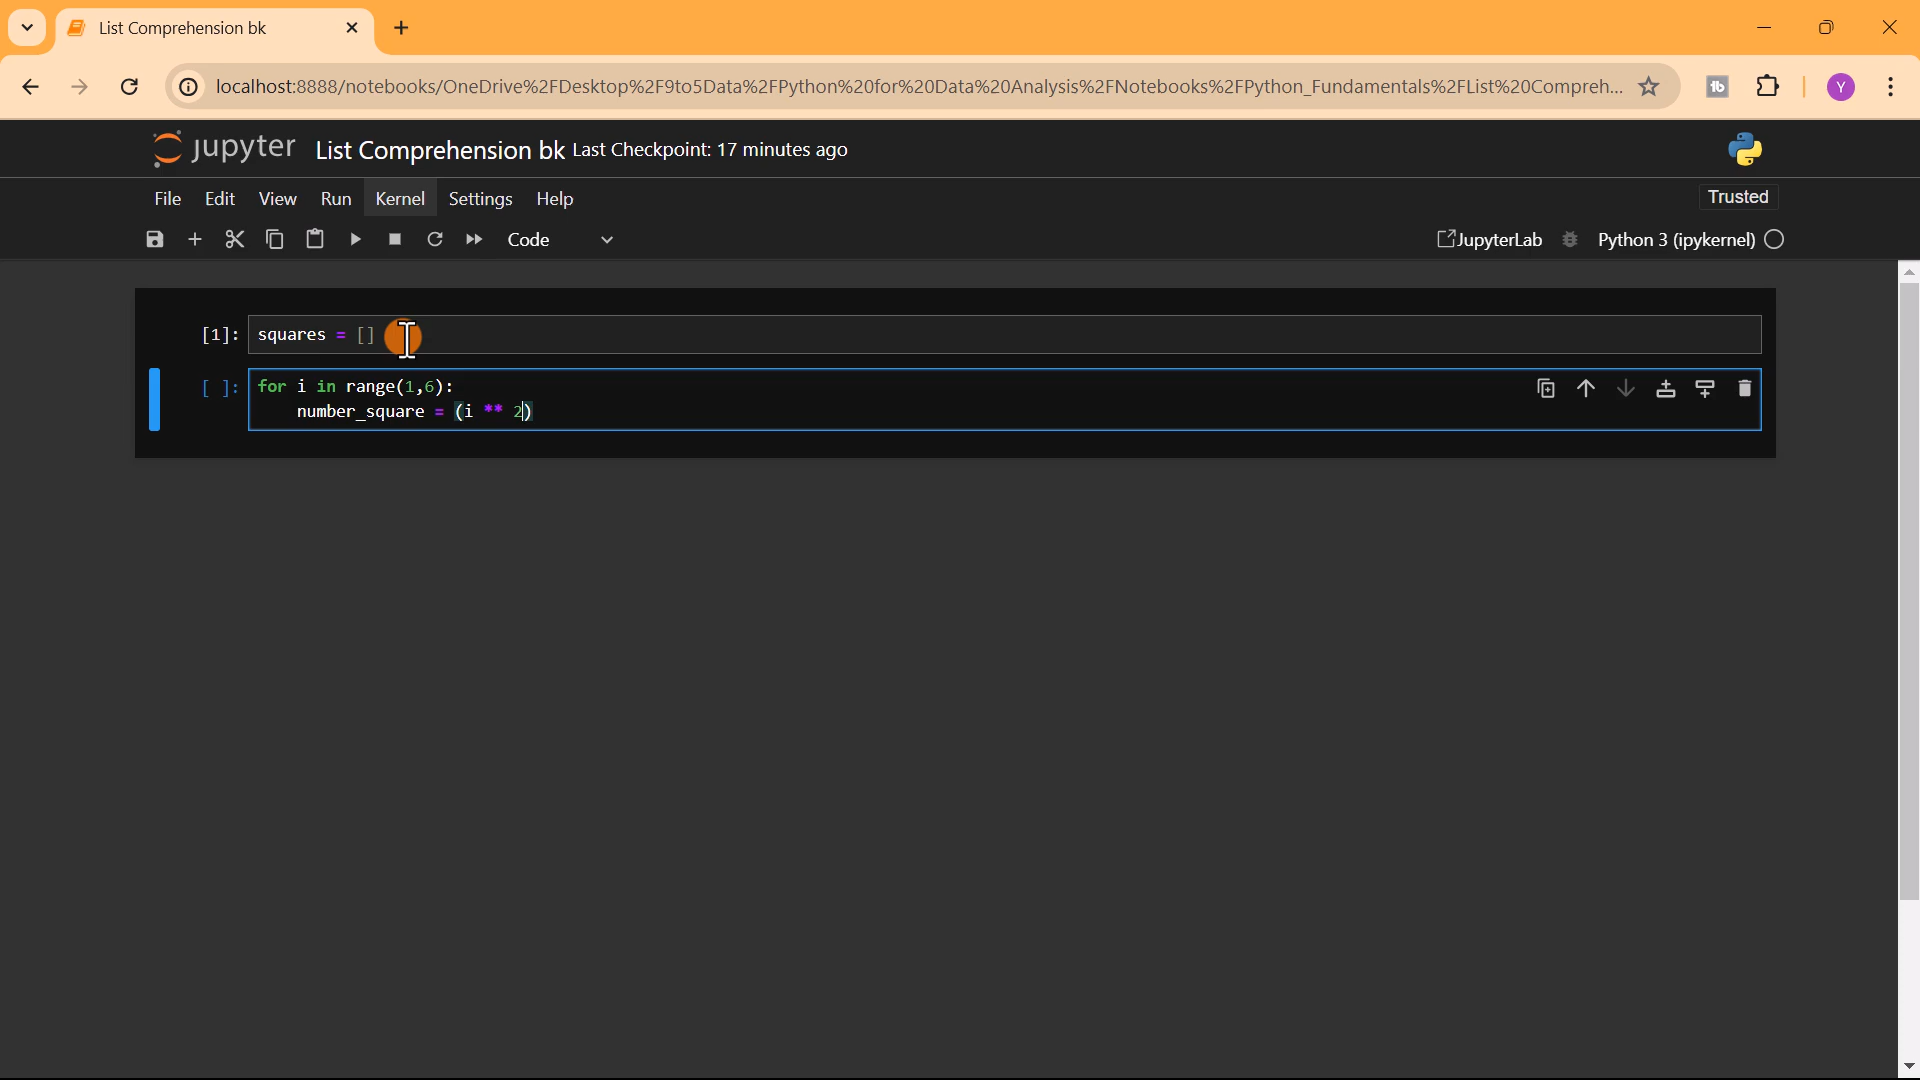 List Comprehension bk
localhost:8888/notebooks/OneDrive%2FDesktop%2F9to5Data%2FPython%20for%20Data%20Analysis%2FNotebooks%2FPython_Fundamentals%2FList%20Compreh...
tb
Y
jupyter List Comprehension bk Last Checkpoint: 17 minutes ago
File Edit View Run Kernel Settings Help
Trusted
Code
JupyterLab
Python 3 (ipykernel)
[1]: squares = []
[ ]: for i in range(1,6):
    number_square = (i ** 2)